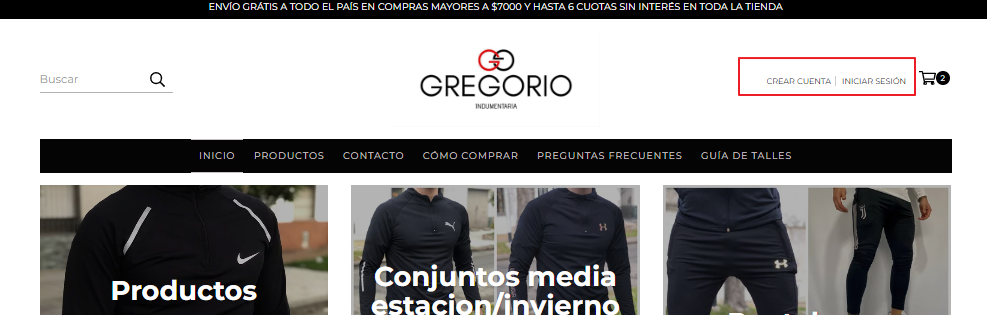 ENVÍO GRÁTIS A TODO EL PAÍS EN COMPRAS MAYORES A $7000 Y HASTA 6 CUOTAS SIN INTERÉS EN TODA LA TIENDA
Buscar
GREGORIO
INDUMENTARIA
CREAR CUENTA | INICIAR SESIÓN
2
INICIO PRODUCTOS CONTACTO CÓMO COMPRAR PREGUNTAS FRECUENTES GUÍA DE TALLES
Productos
Conjuntos media
estacion/invierno